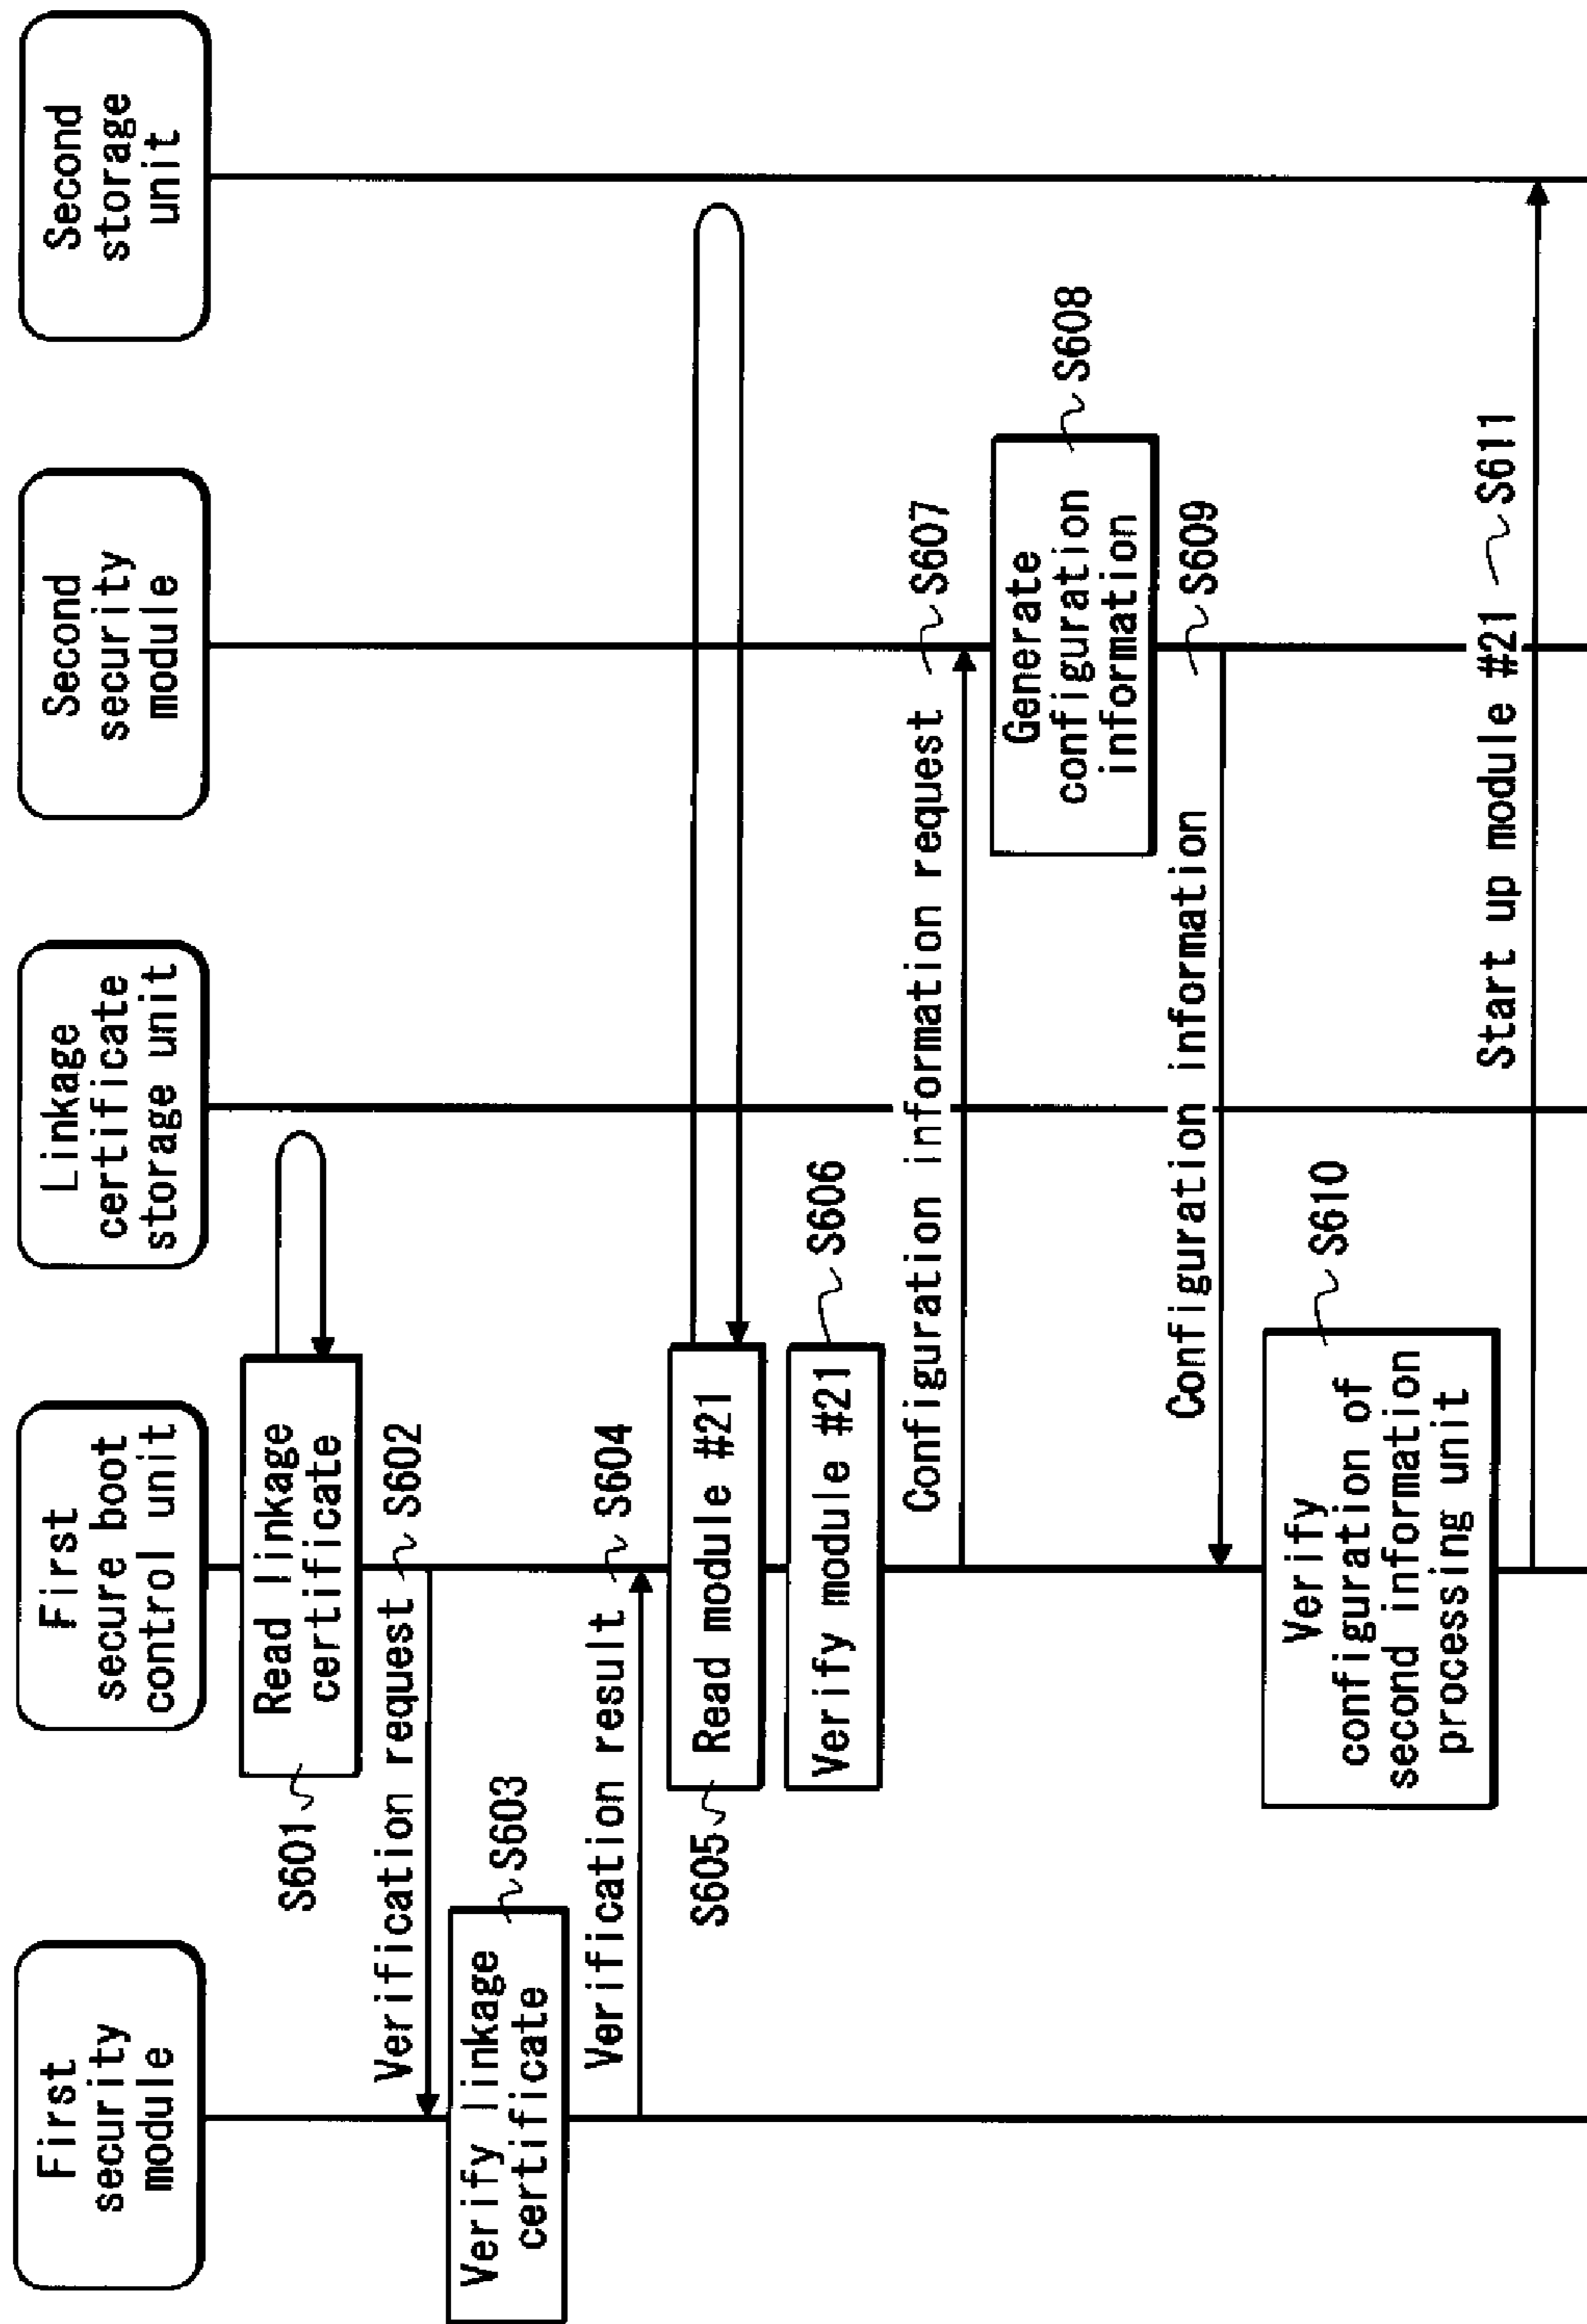 First
security
module
First
secure boot
control unit
Linkage
certificate
storage unit
Second
security
module
Second
storage
unit
S601
Read linkage
certificate
Verification request
S602
Verify linkage
certificate
S603
Verification result
S604
S605
Read module #21
Verify module #21
S606
Configuration information request
S607
Generate
configuration
information
S608
Configuration information
S609
Verify
configuration of
second information
processing unit
S610
Start up module #21
S611